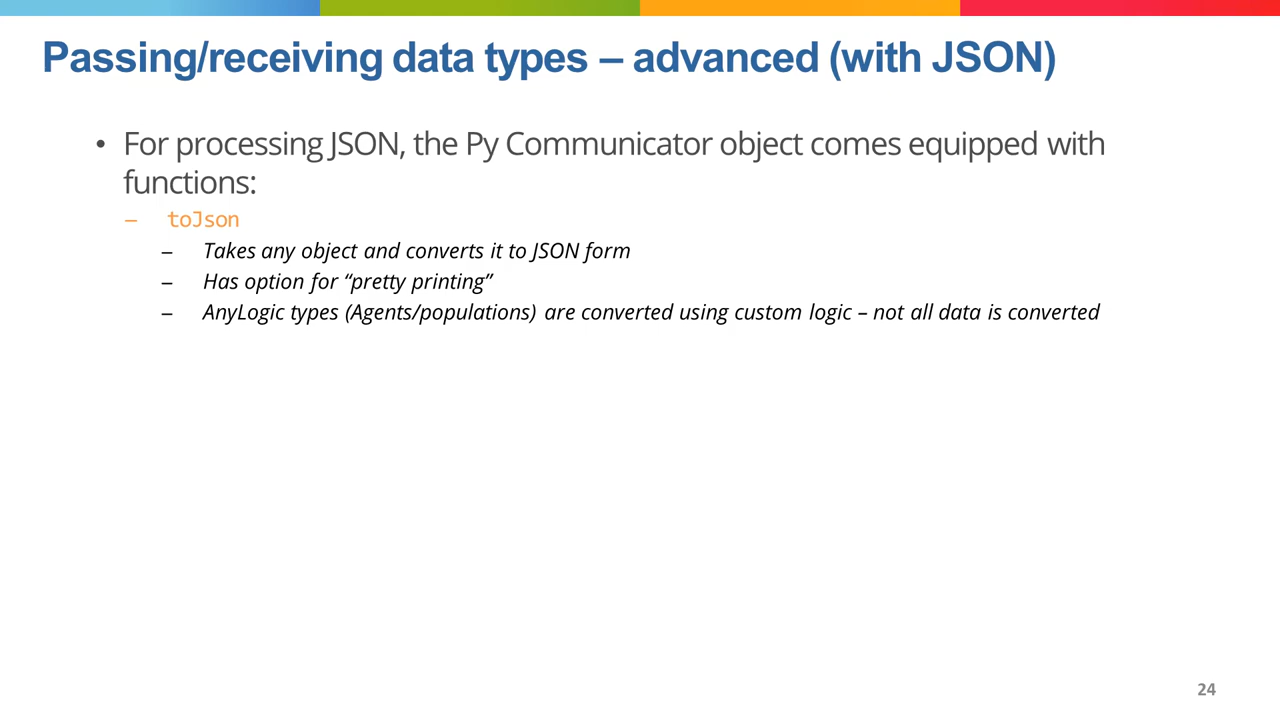 Passing/receiving data types – advanced (with JSON)
• For processing JSON, the Py Communicator object comes equipped with
functions:
– toJson
– Takes any object and converts it to JSON form
– Has option for “pretty printing”
– AnyLogic types (Agents/populations) are converted using custom logic – not all data is converted
24